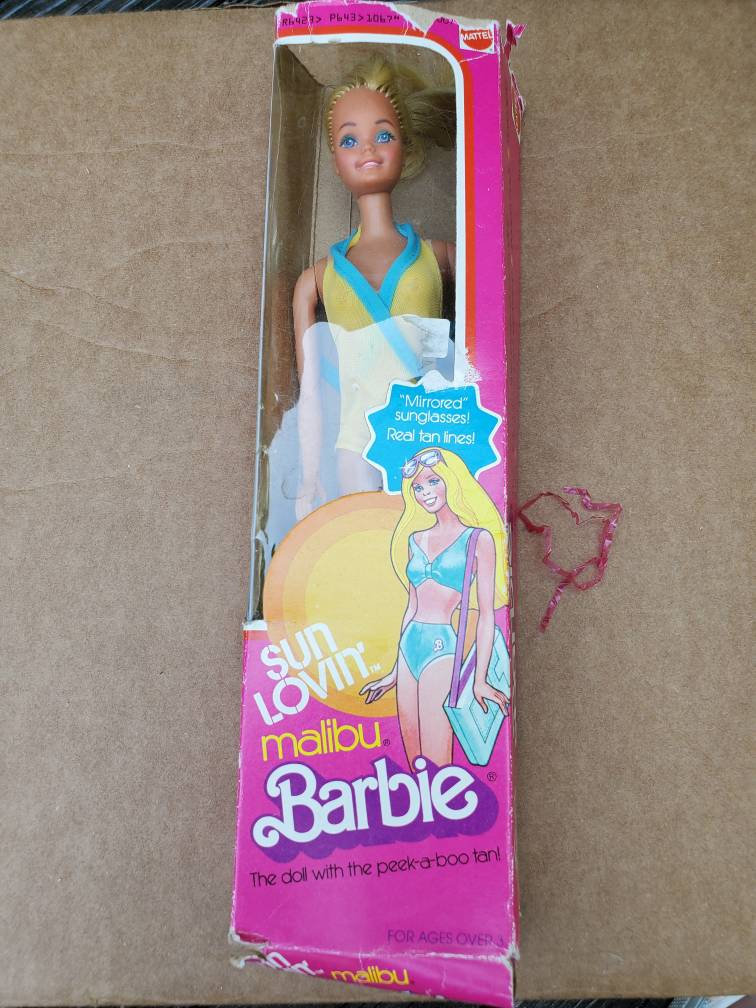 MATTEL
"Mirrored"
sunglasses!
Real tan lines!
B
SUN
LOVIN'™
malibu®
Barbie®
The doll with the peek-a-boo tan!
FOR AGES OVER 3
malibu